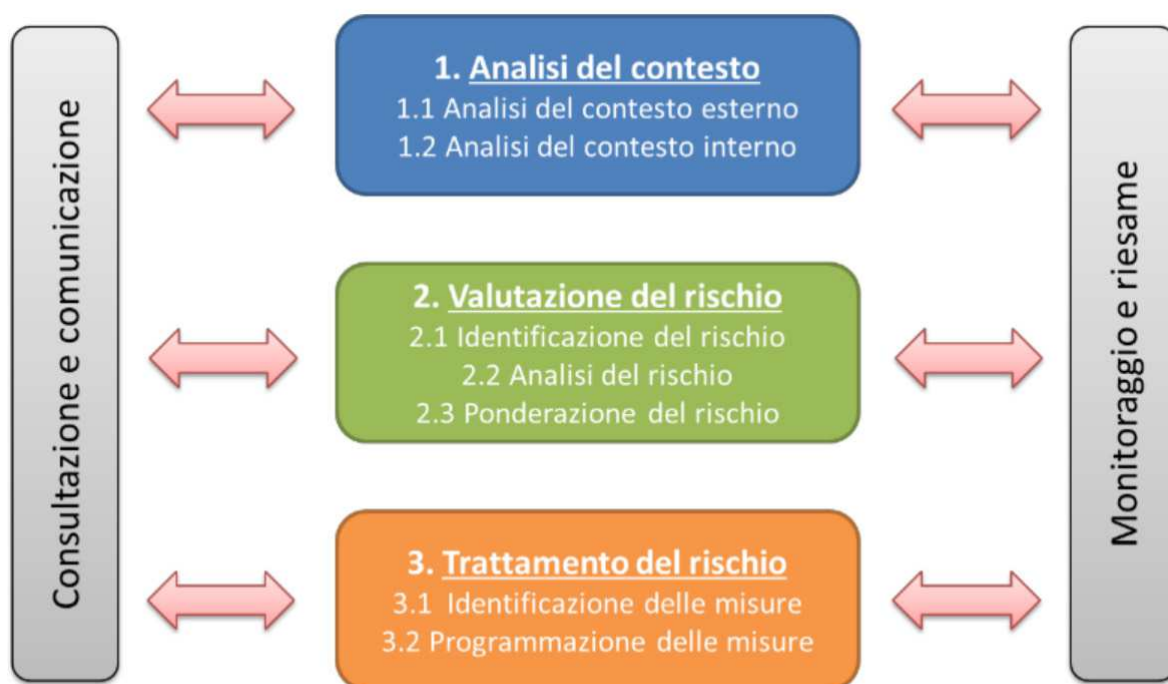 Consultazione e comunicazione
1. Analisi del contesto
1.1 Analisi del contesto esterno
1.2 Analisi del contesto interno
2. Valutazione del rischio
2.1 Identificazione del rischio
2.2 Analisi del rischio
2.3 Ponderazione del rischio
3. Trattamento del rischio
3.1 Identificazione delle misure
3.2 Programmazione delle misure
Monitoraggio e riesame